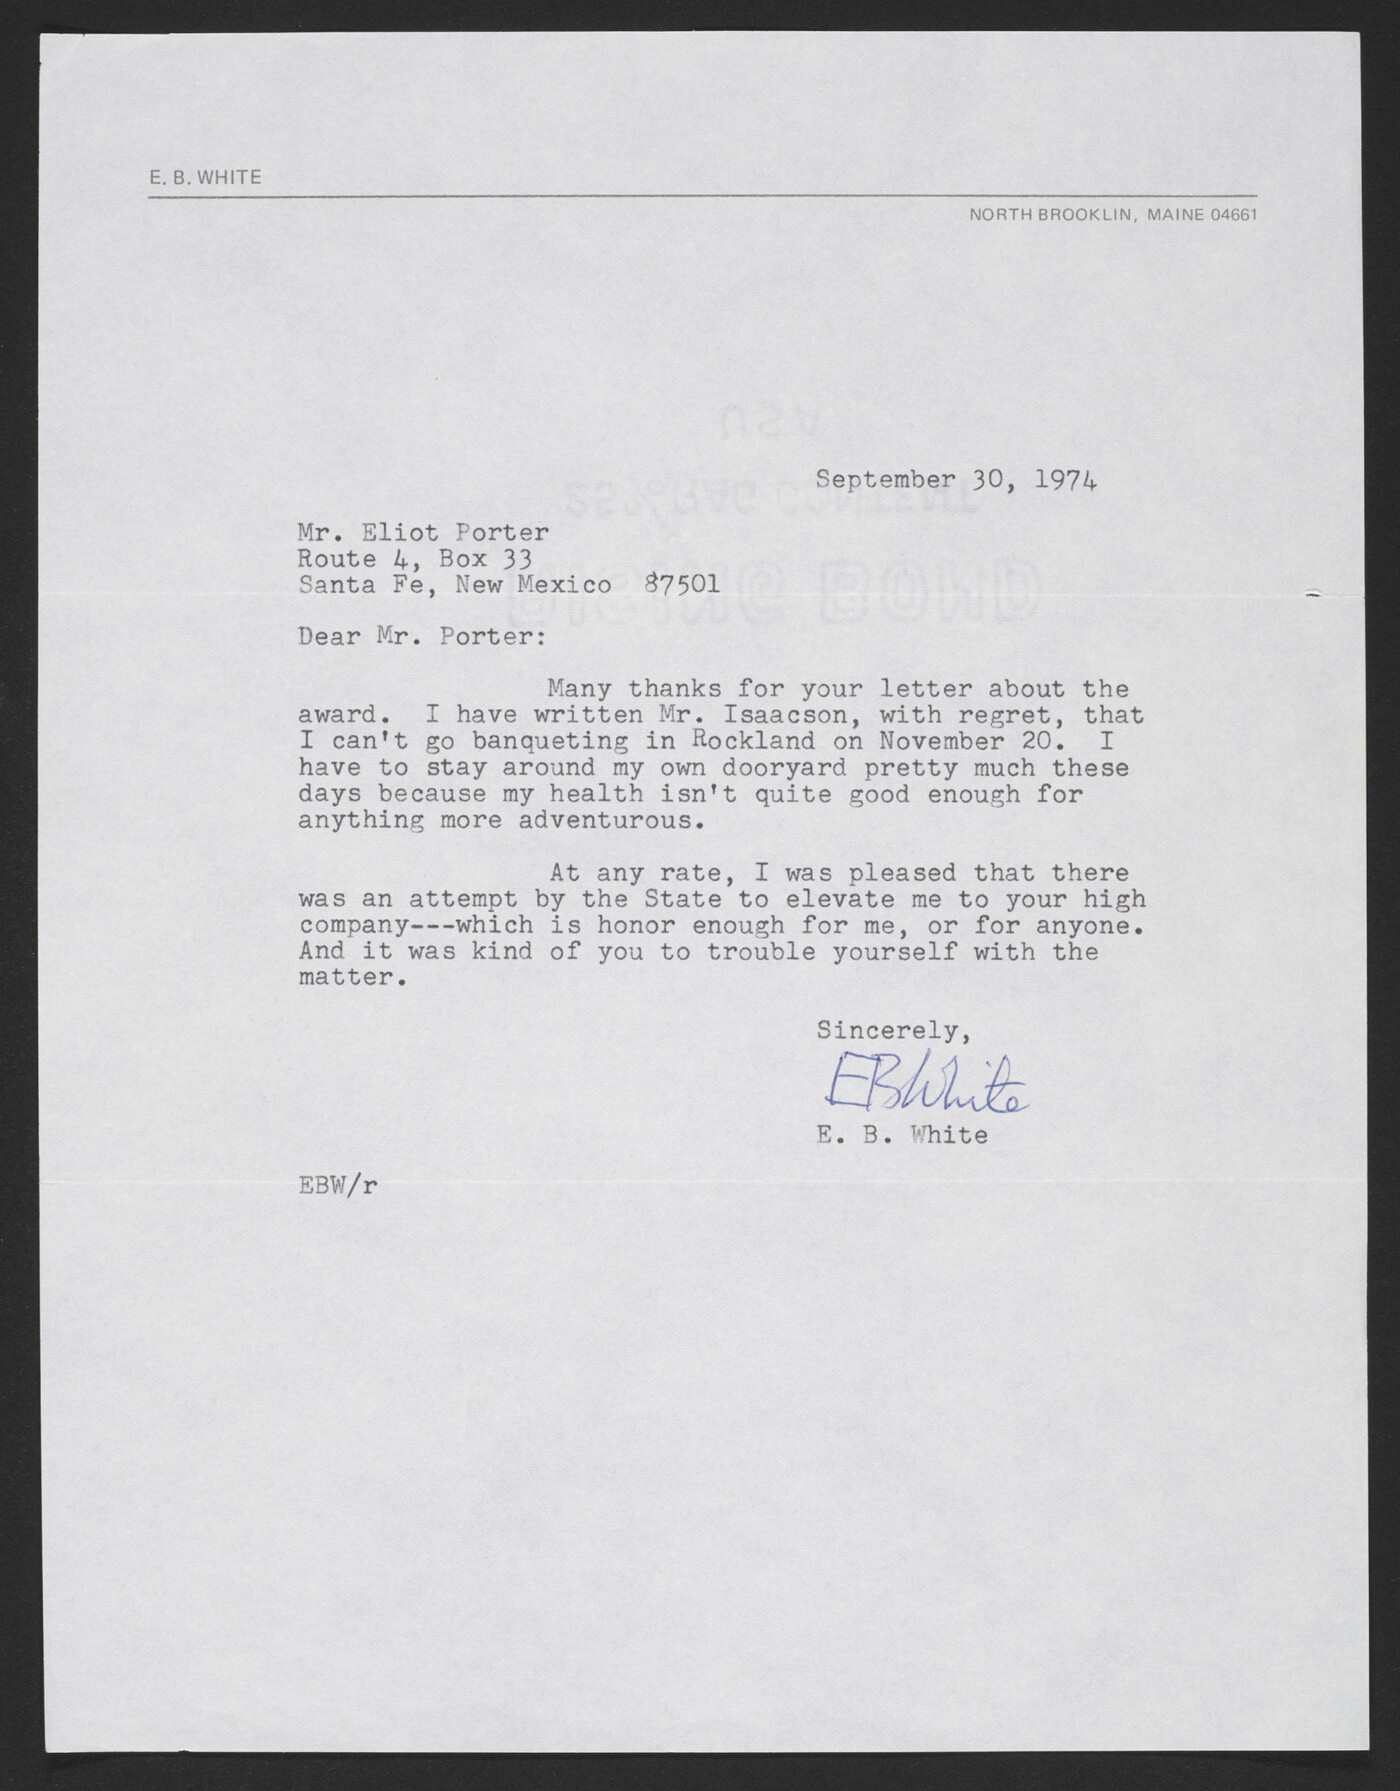 E. B. WHITE
NORTH BROOKLIN, MAINE 04661
USA
25% RAG CONTENT
BOND
September 30, 1974
Mr. Eliot Porter
Route 4, Box 33
Santa Fe, New Mexico 87501
Dear Mr. Porter:
Many thanks for your letter about the
award. I have written Mr. Isaacson, with regret, that
I can't go banqueting in Rockland on November 20. I
have to stay around my own dooryard pretty much these
days because my health isn't quite good enough for
anything more adventurous.
At any rate, I was pleased that there
was an attempt by the State to elevate me to your high
company---which is honor enough for me, or for anyone.
And it was kind of you to trouble yourself with the
matter.
Sincerely,
EBWhite
E. B. White
EBW/r